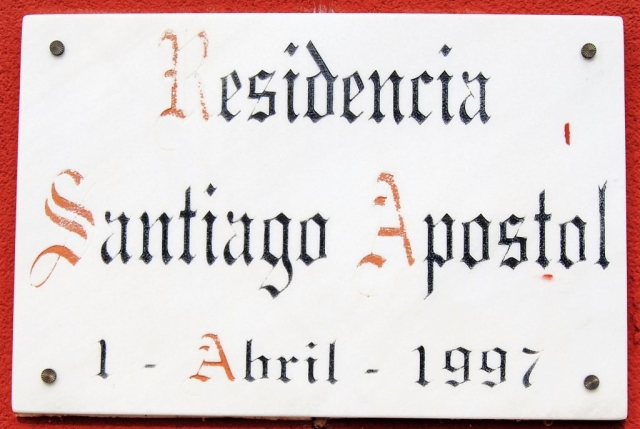 Residencia
Santiago Apostol
1 - Abril - 1997